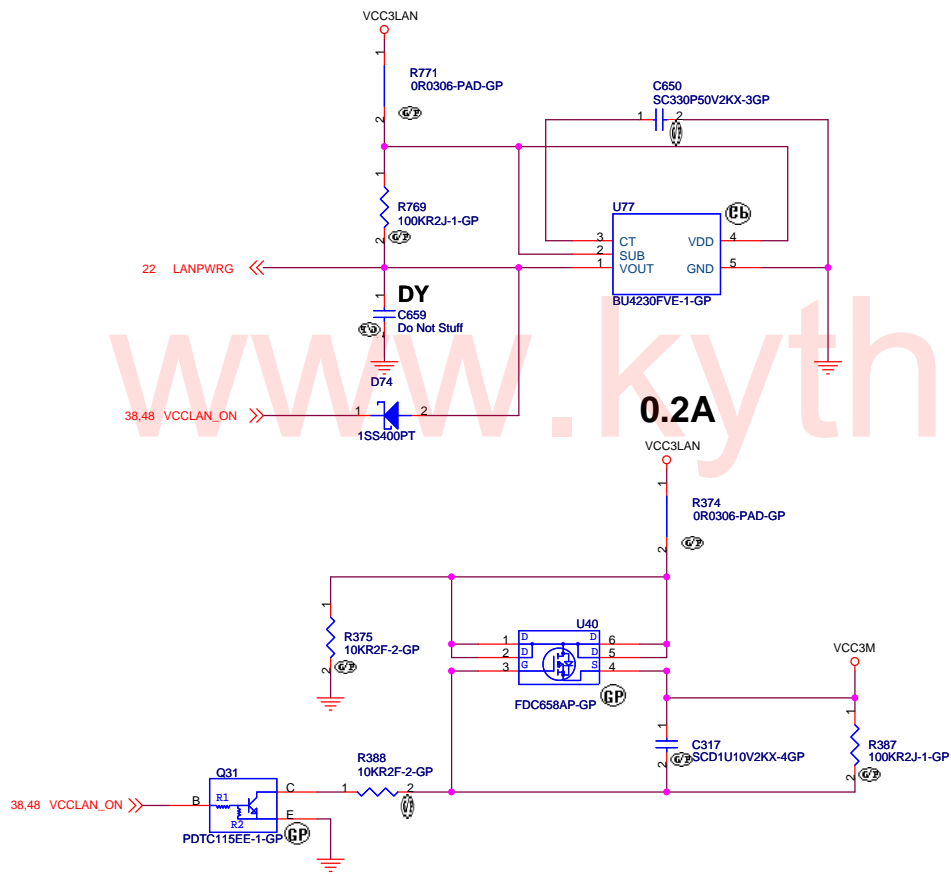 VCC3LAN
1
R771
0R0306-PAD-GP
2
G/P
C650
SC330P50V2KX-3GP
1 2
G/P
1
R769
100KR2J-1-GP
2
G/P
U77
Cb
3 CT VDD 4
2 SUB
1 VOUT GND 5
BU4230FVE-1-GP
22 LANPWRG
DY
1
C659
Do Not Stuff
www.kyth
D74
38,48 VCCLAN_ON
1 2
1SS400PT
0.2A
VCC3LAN
1
R374
0R0306-PAD-GP
2
G/P
1
R375
10KR2F-2-GP
2
G/P
U40
1 D D 6
2 D D 5
3 G S 4
FDC658AP-GP
GP
VCC3M
1
C317
SCD1U10V2KX-4GP
2
G/P
1
R387
100KR2J-1-GP
2
G/P
R388
10KR2F-2-GP
1 2
G/P
Q31
38,48 VCCLAN_ON
B R1 C
R2 E
PDTC115EE-1-GP
GP